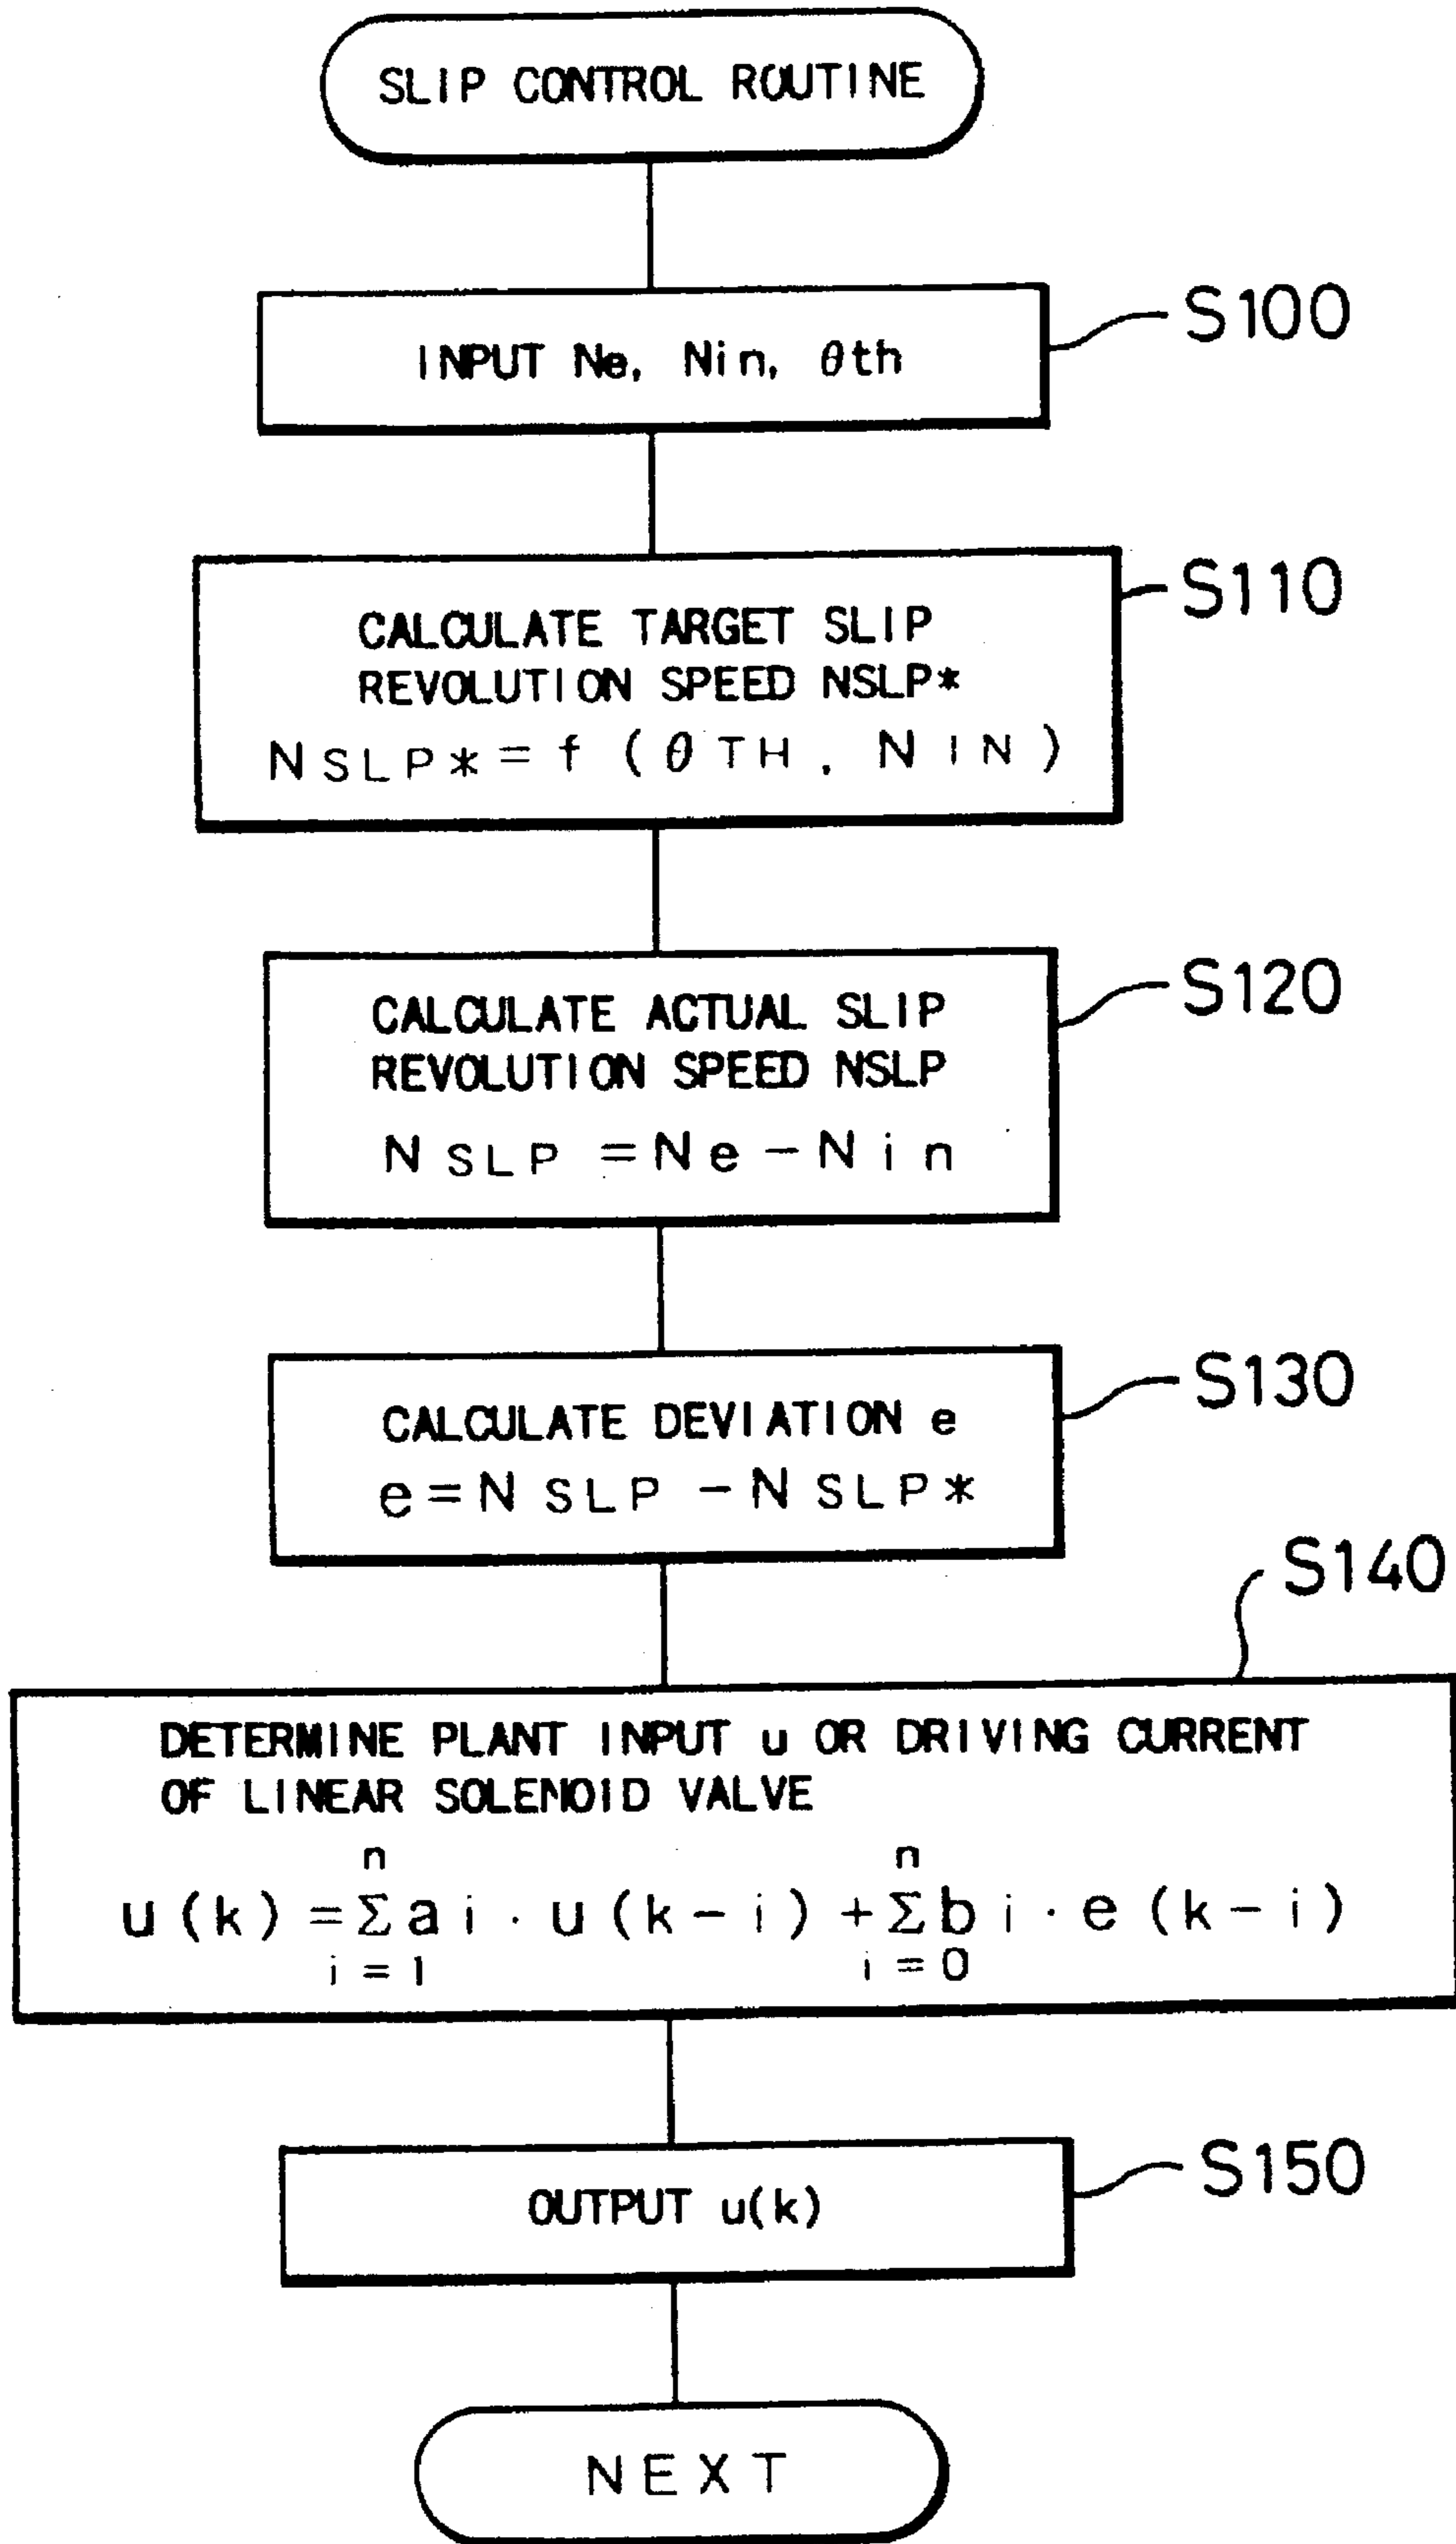 SLIP CONTROL ROUTINE
INPUT Ne, Nin, θth
S100
CALCULATE TARGET SLIP
REVOLUTION SPEED NSLP*
NSLP* = f (θTH, NIN)
S110
CALCULATE ACTUAL SLIP
REVOLUTION SPEED NSLP
NSLP = Ne - Nin
S120
CALCULATE DEVIATION e
e = NSLP - NSLP*
S130
S140
DETERMINE PLANT INPUT u OR DRIVING CURRENT
OF LINEAR SOLENOID VALVE
n n
u(k) = Σ ai · u(k-i) + Σ bi · e(k-i)
i=1 i=0
OUTPUT u(k)
S150
NEXT